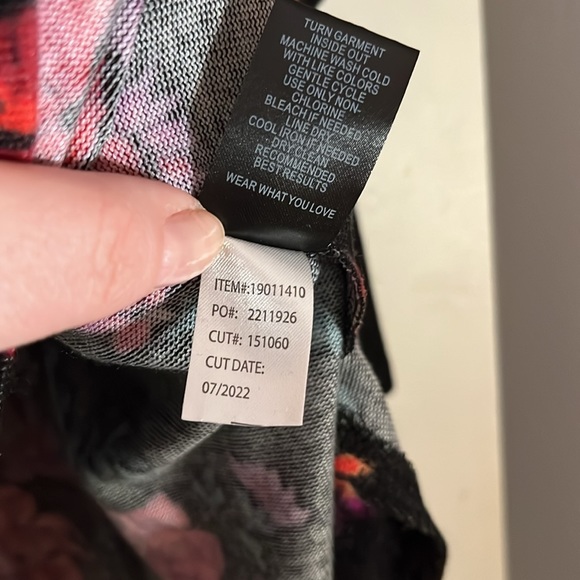 TURN GARMENT
INSIDE OUT
MACHINE WASH COLD
WITH LIKE COLORS
GENTLE CYCLE
USE ONLY NON-
CHLORINE
BLEACH IF NEEDED
LINE DRY
COOL IRON IF NEEDED
DRY CLEAN
RECOMMENDED
BEST RESULTS
WEAR WHAT YOU LOVE
ITEM#:19011410
PO#: 2211926
CUT#: 151060
CUT DATE:
07/2022